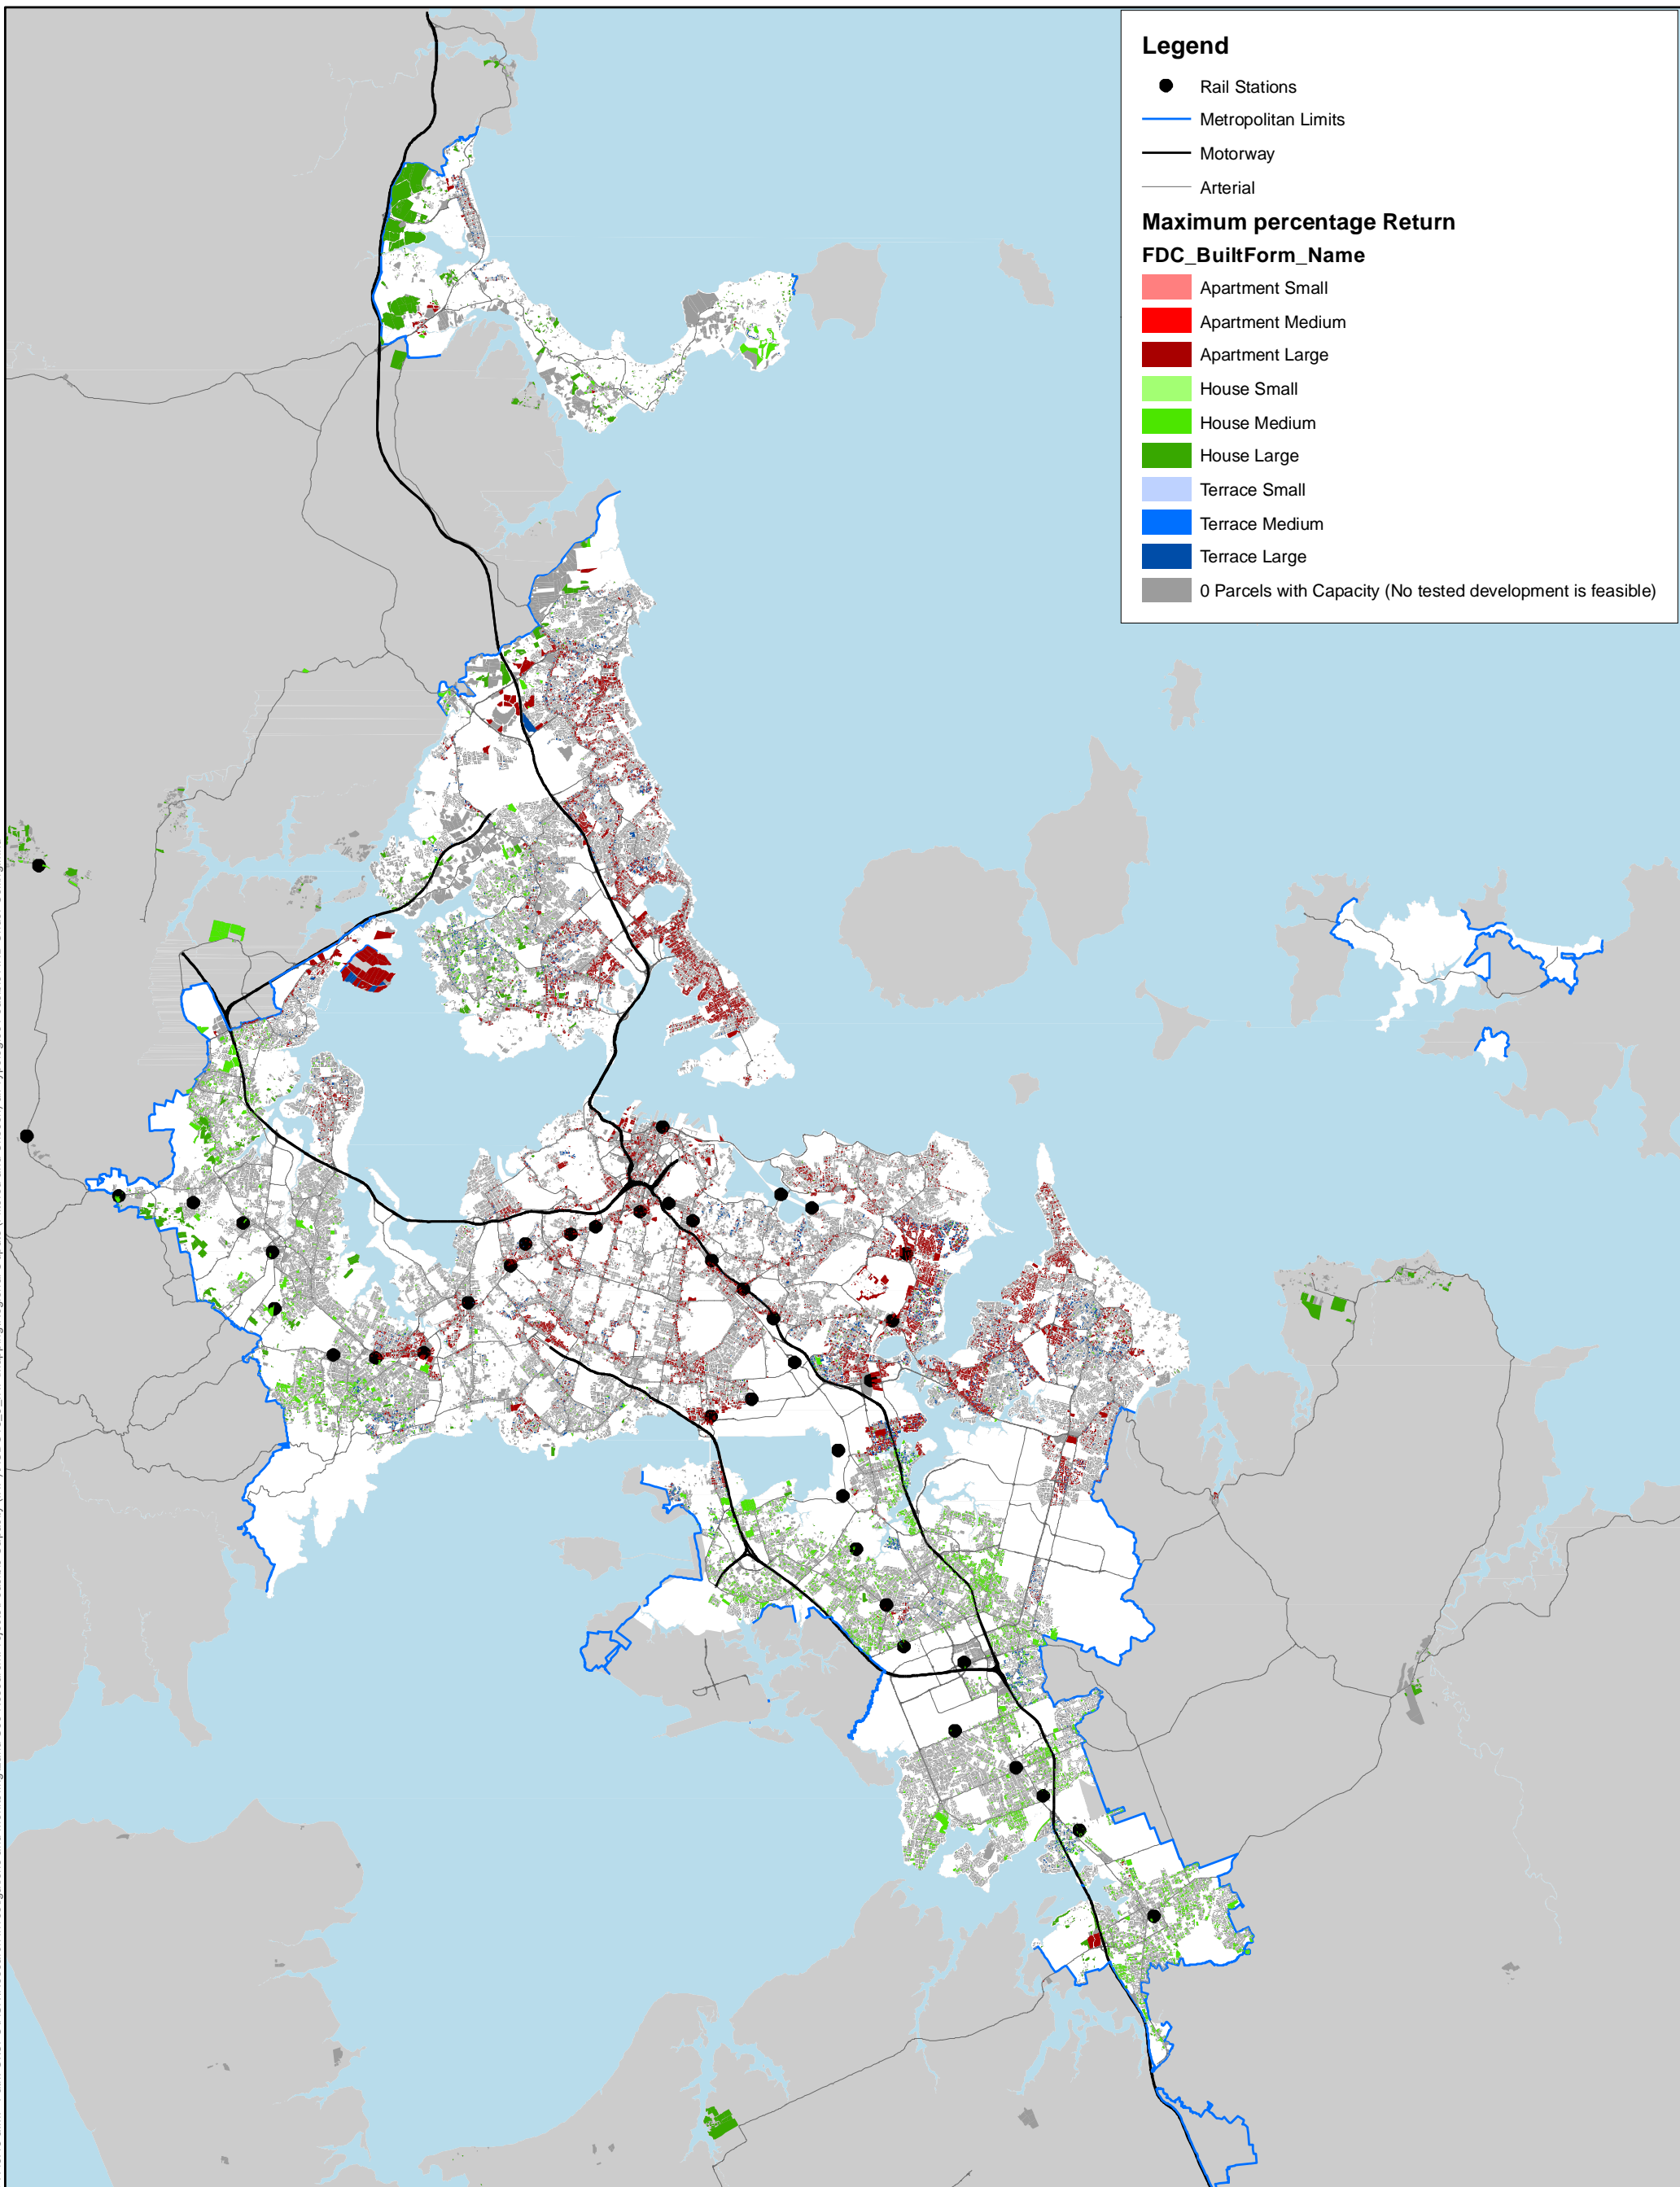 Legend
Rail Stations
Metropolitan Limits
Motorway
Arterial
Maximum percentage Return
FDC_BuiltForm_Name
Apartment Small
Apartment Medium
Apartment Large
House Small
House Medium
House Large
Terrace Small
Terrace Medium
Terrace Large
0 Parcels with Capacity (No tested development is feasible)